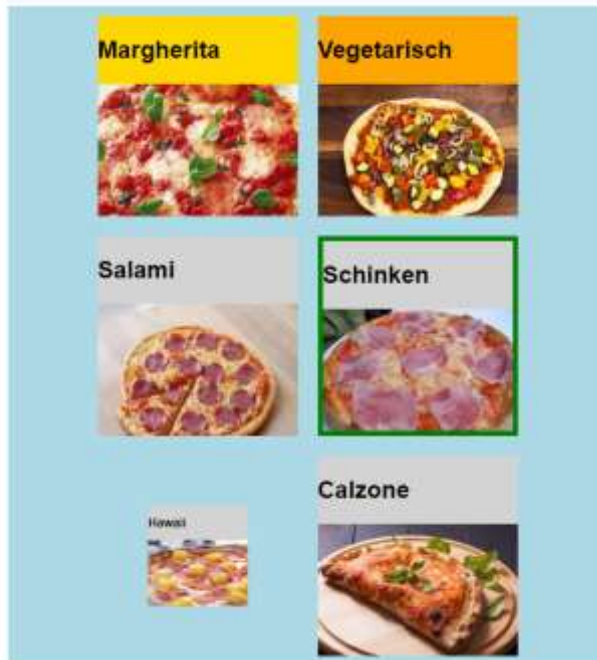 Margherita
Vegetarisch
Salami
Schinken
Hawaii
Calzone